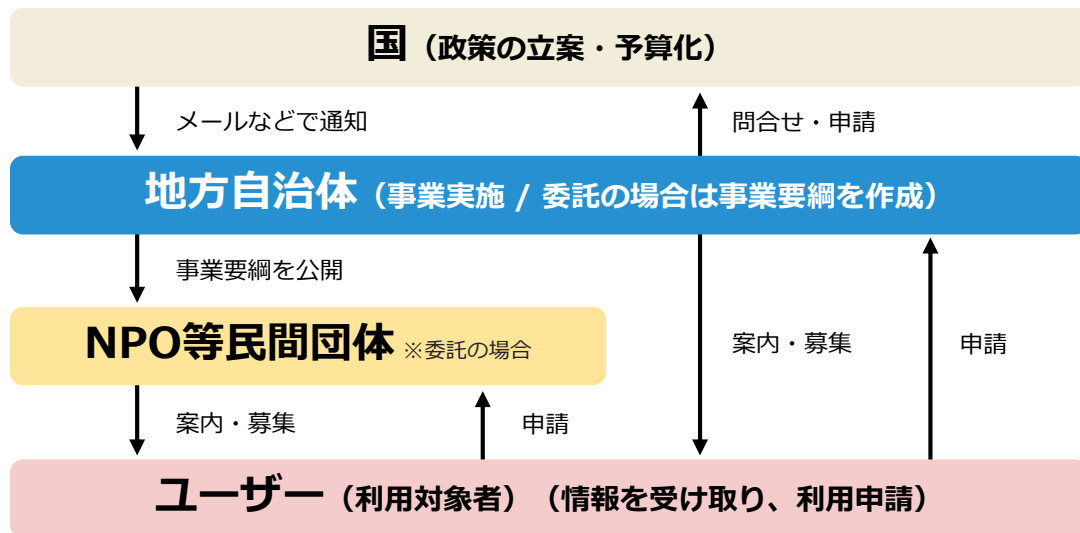 国（政策の立案・予算化）
メールなどで通知
問合せ・申請
地方自治体（事業実施 / 委託の場合は事業要綱を作成）
事業要綱を公開
NPO等民間団体 ※委託の場合
案内・募集
申請
案内・募集
申請
ユーザー（利用対象者）（情報を受け取り、利用申請）